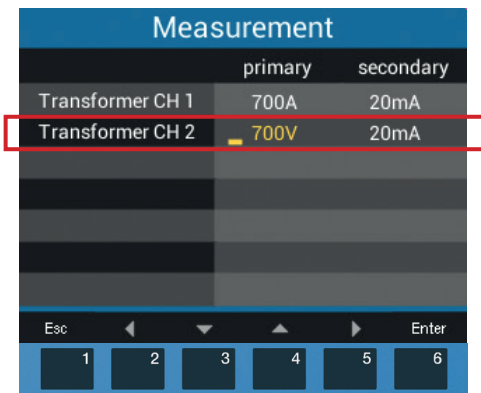 Measurement
primary secondary
Transformer CH 1 700A 20mA
Transformer CH 2 700V 20mA
Esc Enter
1 2 3 4 5 6